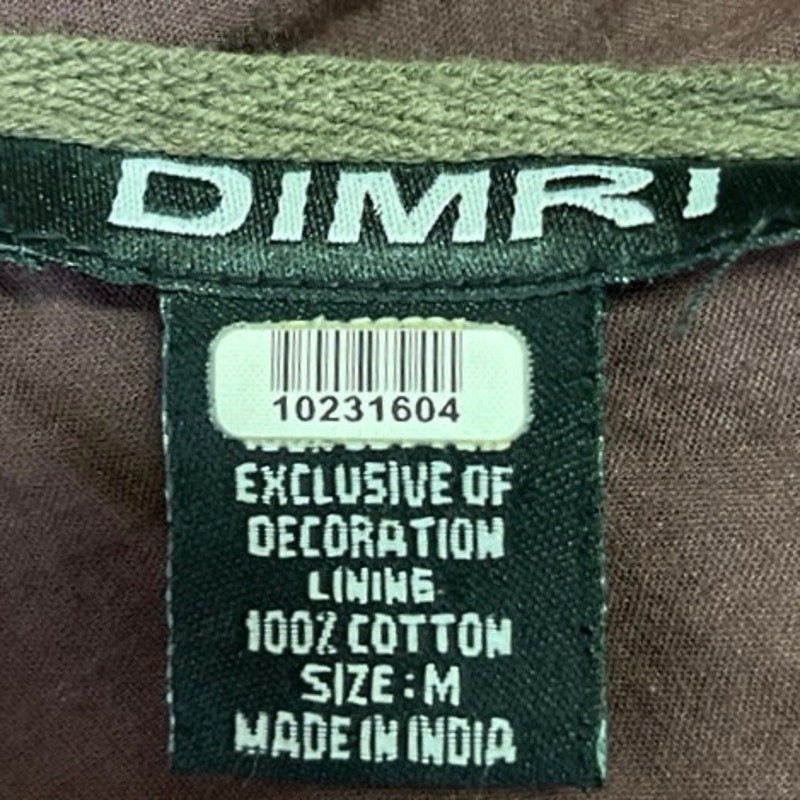 DIMRI
10231604
EXCLUSIVE OF
DECORATION
LINING
100% COTTON
SIZE: M
MADE IN INDIA